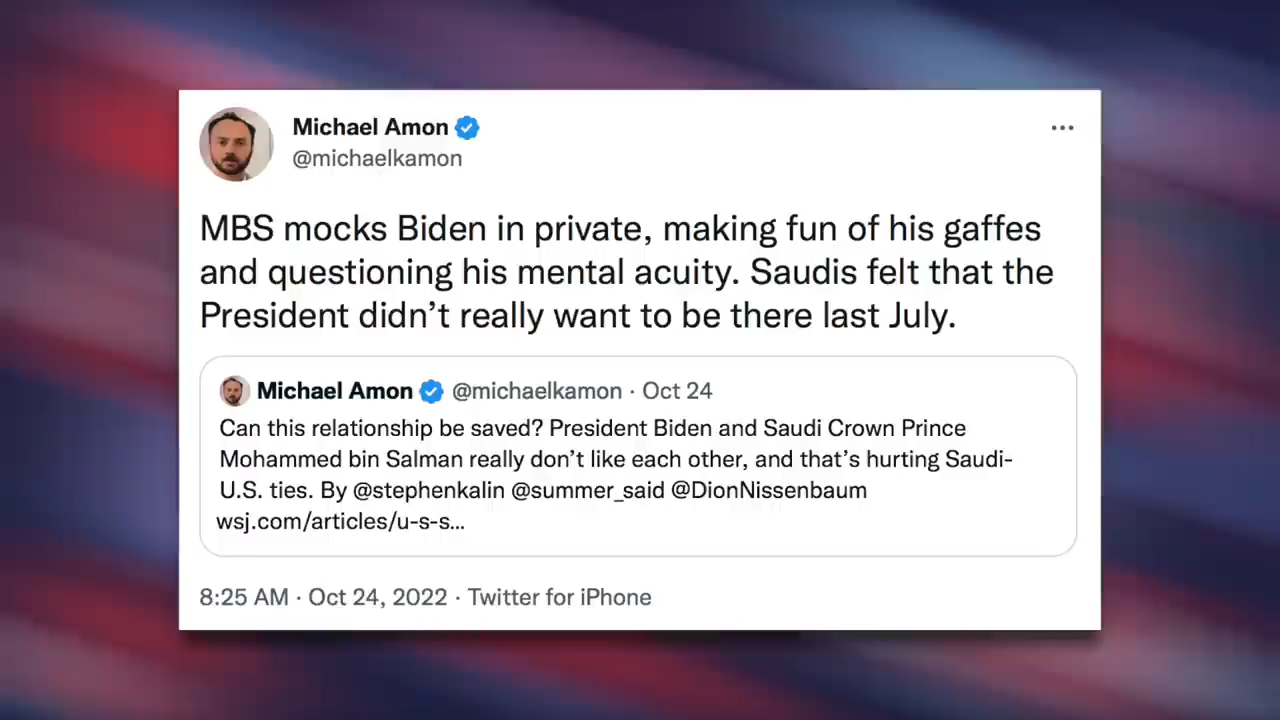 Michael Amon
@michaelkamon
MBS mocks Biden in private, making fun of his gaffes
and questioning his mental acuity. Saudis felt that the
President didn’t really want to be there last July.
Michael Amon @michaelkamon · Oct 24
Can this relationship be saved? President Biden and Saudi Crown Prince
Mohammed bin Salman really don’t like each other, and that’s hurting Saudi-
U.S. ties. By @stephenkalin @summer_said @DionNissenbaum
wsj.com/articles/u-s-s…
8:25 AM · Oct 24, 2022 · Twitter for iPhone